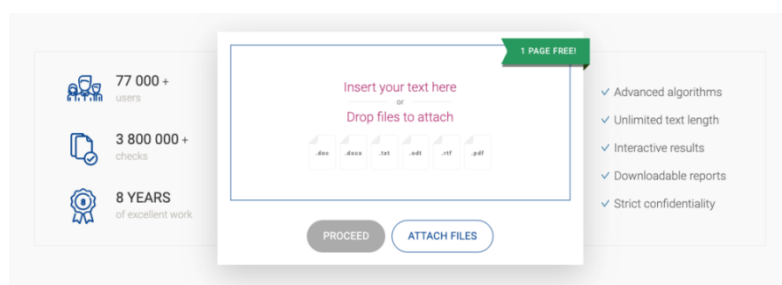 77 000 +
users
3 800 000 +
checks
8 YEARS
of excellent work
1 PAGE FREE!
Insert your text here
or
Drop files to attach
.doc .docx .txt .odt .rtf .pdf
PROCEED
ATTACH FILES
Advanced algorithms
Unlimited text length
Interactive results
Downloadable reports
Strict confidentiality